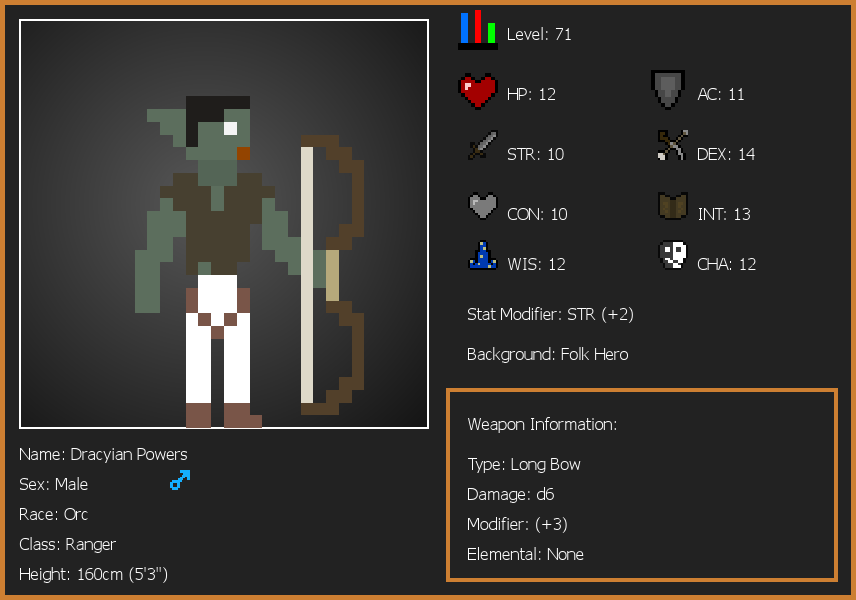 Level: 71
HP: 12
AC: 11
STR: 10
DEX: 14
CON: 10
INT: 13
WIS: 12
CHA: 12
Stat Modifier: STR (+2)
Background: Folk Hero
Weapon Information:
Type: Long Bow
Damage: d6
Modifier: (+3)
Elemental: None
Name: Dracyian Powers
Sex: Male
Race: Orc
Class: Ranger
Height: 160cm (5'3")